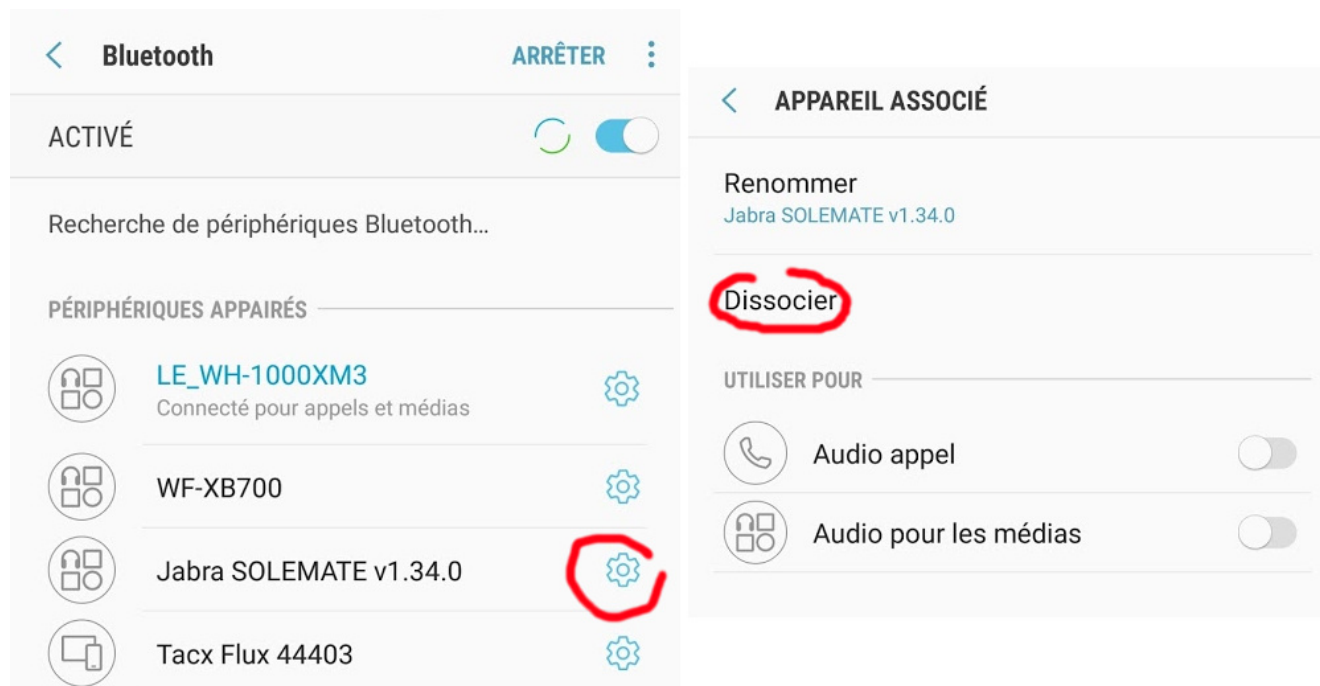 Bluetooth
ARRÊTER
ACTIVÉ
Recherche de périphériques Bluetooth...
PÉRIPHÉRIQUES APPAIRÉS
LE_WH-1000XM3
Connecté pour appels et médias
WF-XB700
Jabra SOLEMATE v1.34.0
Tacx Flux 44403
APPAREIL ASSOCIÉ
Renommer
Jabra SOLEMATE v1.34.0
Dissocier
UTILISER POUR
Audio appel
Audio pour les médias